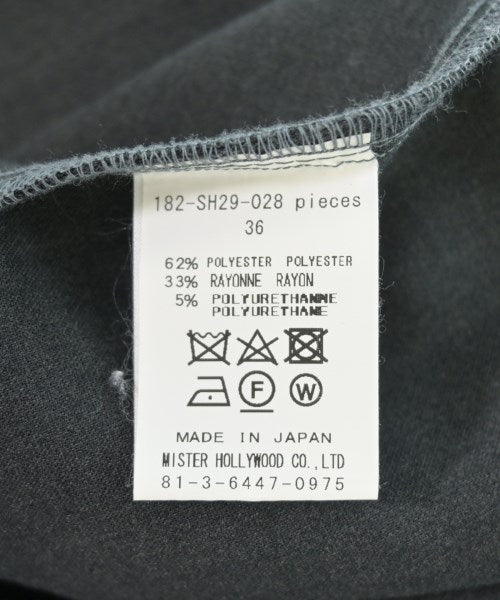 182-SH29-028 pieces
36
62% POLYESTER POLYESTER
33% RAYONNE RAYON
5% POLYURETHANNE
POLYURETHANE
F W
MADE IN JAPAN
MISTER HOLLYWOOD CO.,LTD
81-3-6447-0975